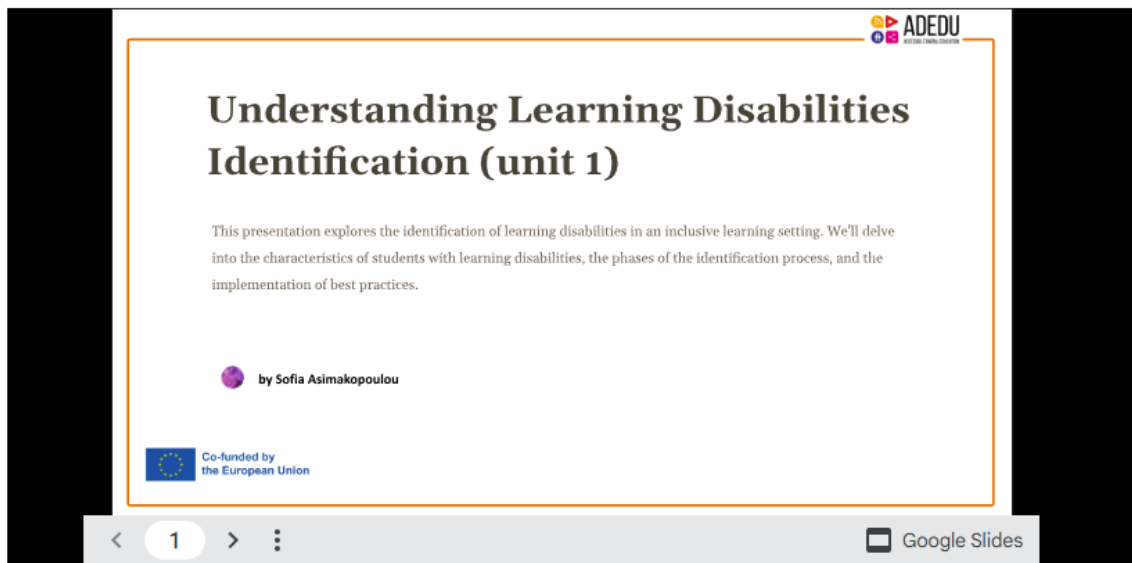 ADEDU
Understanding Learning Disabilities
Identification (unit 1)
This presentation explores the identification of learning disabilities in an inclusive learning setting. We'll delve
into the characteristics of students with learning disabilities, the phases of the identification process, and the
implementation of best practices.
by Sofia Asimakopoulou
Co-funded by
the European Union
1
Google Slides